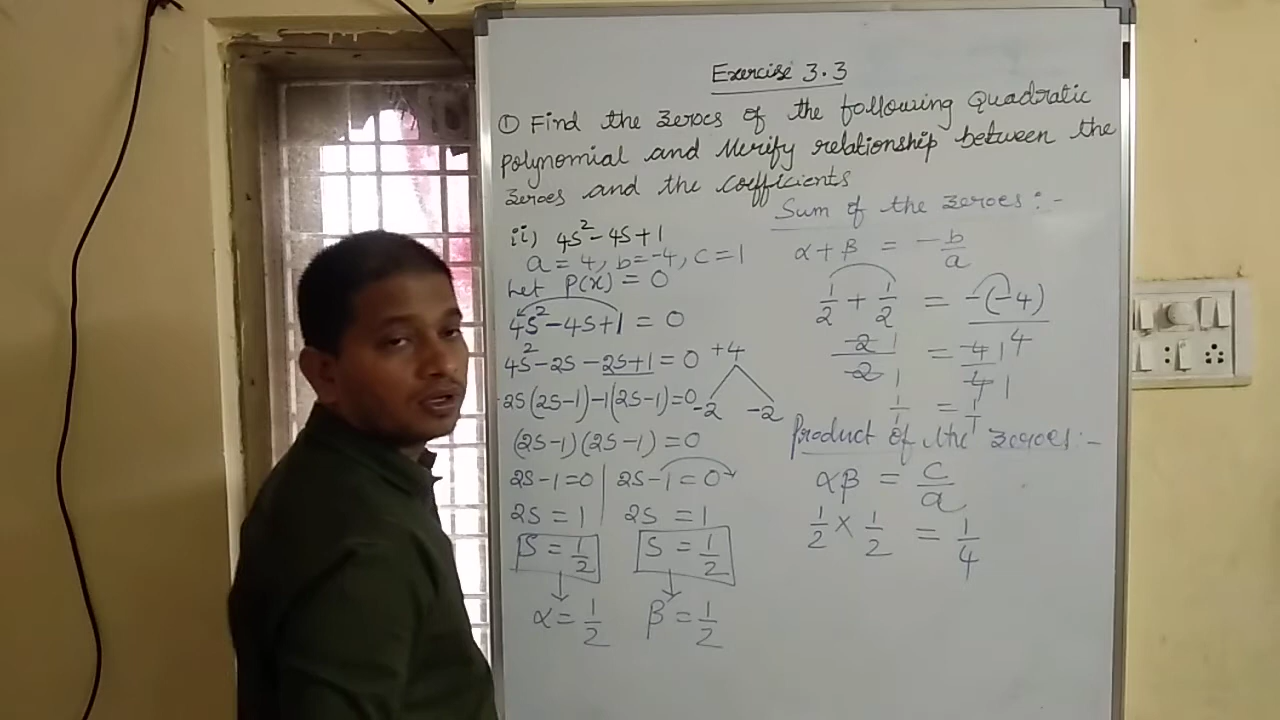 Exercise 3.3
① Find the zeroes of the following Quadratic
polynomial and Verify relationship between the
zeroes and the coefficients
ii) 4s² - 4s + 1
a = 4, b = -4, c = 1
Let P(x) = 0
4s² - 4s + 1 = 0
4s² - 2s - 2s + 1 = 0
+4
-2 -2
2s(2s-1) -1(2s-1) = 0
(2s-1)(2s-1) = 0
2s-1=0 | 2s-1=0
2s = 1 | 2s = 1
s = 1/2 s = 1/2
α = 1/2 β = 1/2
Sum of the zeroes :-
α + β = -b/a
1/2 + 1/2 = -(-4)/4
2/2 = 4/4
1/1 = 1/1
Product of the zeroes :-
αβ = c/a
1/2 × 1/2 = 1/4